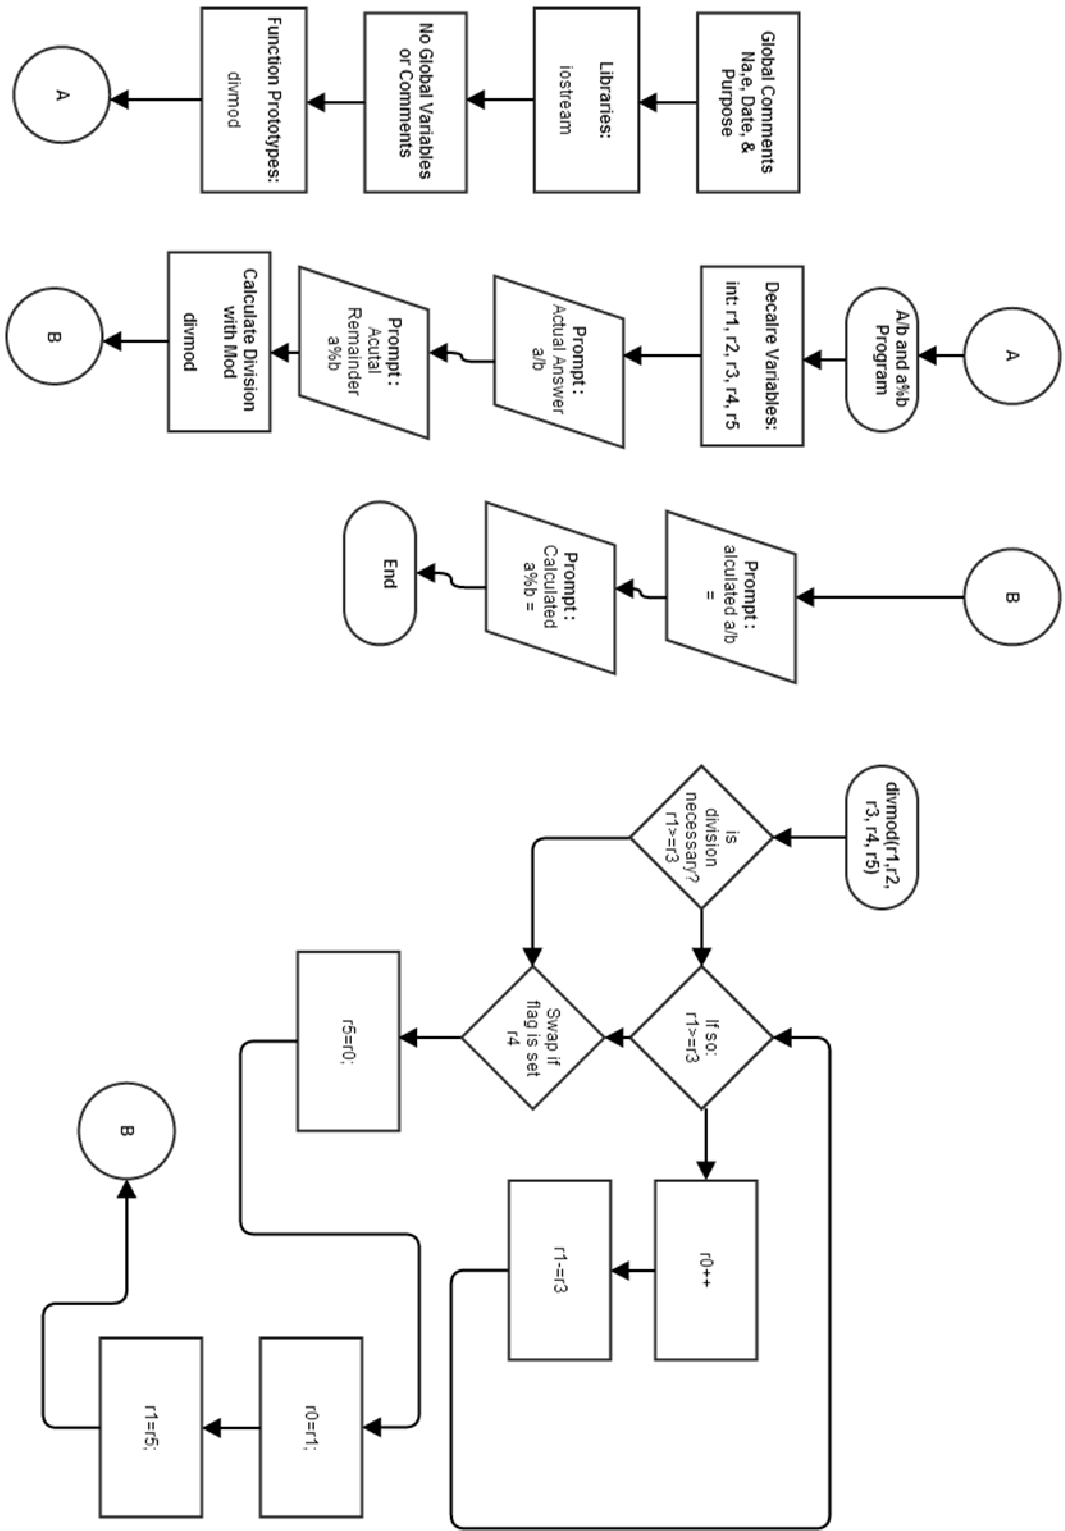 Global Comments
Na,e, Date, &
Purpose
Libraries:
iostream
No Global Variables
or Comments
Function Prototypes:
divmod
A
A
A/b and a%b
Program
Decalre Variables:
int: r1, r2, r3, r4, r5
Prompt :
Actual Answer
a/b
Prompt :
Acutal
Remainder
a%b
Calculate Division
with Mod
divmod
B
B
Prompt :
alculated a/b
=
Prompt :
Calculated
a%b =
End
divmod(r1,r2,
r3, r4, r5)
is
division
necessary?
r1>=r3
If so:
r1>=r3
r0++
r1-=r3
Swap if
flag is set
r4
r5=r0;
r0=r1;
r1=r5;
B